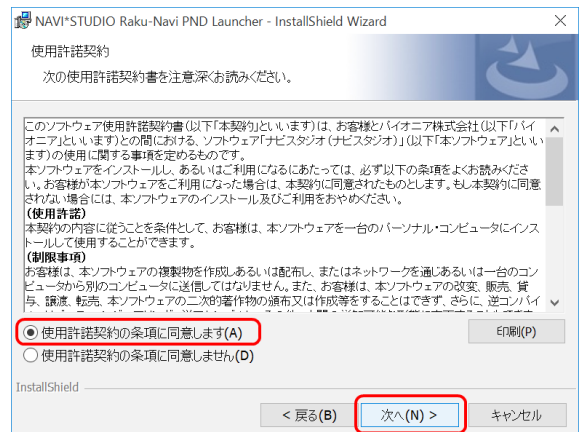 NAVI*STUDIO Raku-Navi PND Launcher - InstallShield Wizard
使用許諾契約
次の使用許諾契約書を注意深くお読みください。
このソフトウェア使用許諾契約書(以下「本契約」といいます)は、お客様とパイオニア株式会社(以下「パイ
オニア」といいます)との間における、ソフトウェア「ナビスタジオ(ナビスタジオ)」(以下「本ソフトウェア」といい
ます)の使用に関する事項を定めるものです。
本ソフトウェアをインストールし、あるいはご利用になるにあたっては、必ず以下の条項をよくお読みくださ
い。お客様が本ソフトウェアをご利用になった場合は、本契約に同意されたものとします。もし本契約に同意
されない場合には、本ソフトウェアのインストール及びご利用をおやめください。
(使用許諾)
本契約の内容に従うことを条件として、お客様は、本ソフトウェアを一台のパーソナル・コンピュータにインス
トールして使用することができます。
(制限事項)
お客様は、本ソフトウェアの複製物を作成しあるいは配布し、またはネットワークを通じあるいは一台のコン
ピュータから別のコンピュータに送信してはなりません。また、お客様は、本ソフトウェアの改変、販売、貸
与、譲渡、転売、本ソフトウェアの二次的著作物の頒布又は作成等をすることはできず、さらに、逆コンパイ
使用許諾契約の条項に同意します(A)
印刷(P)
使用許諾契約の条項に同意しません(D)
InstallShield
< 戻る(B)
次へ(N) >
キャンセル